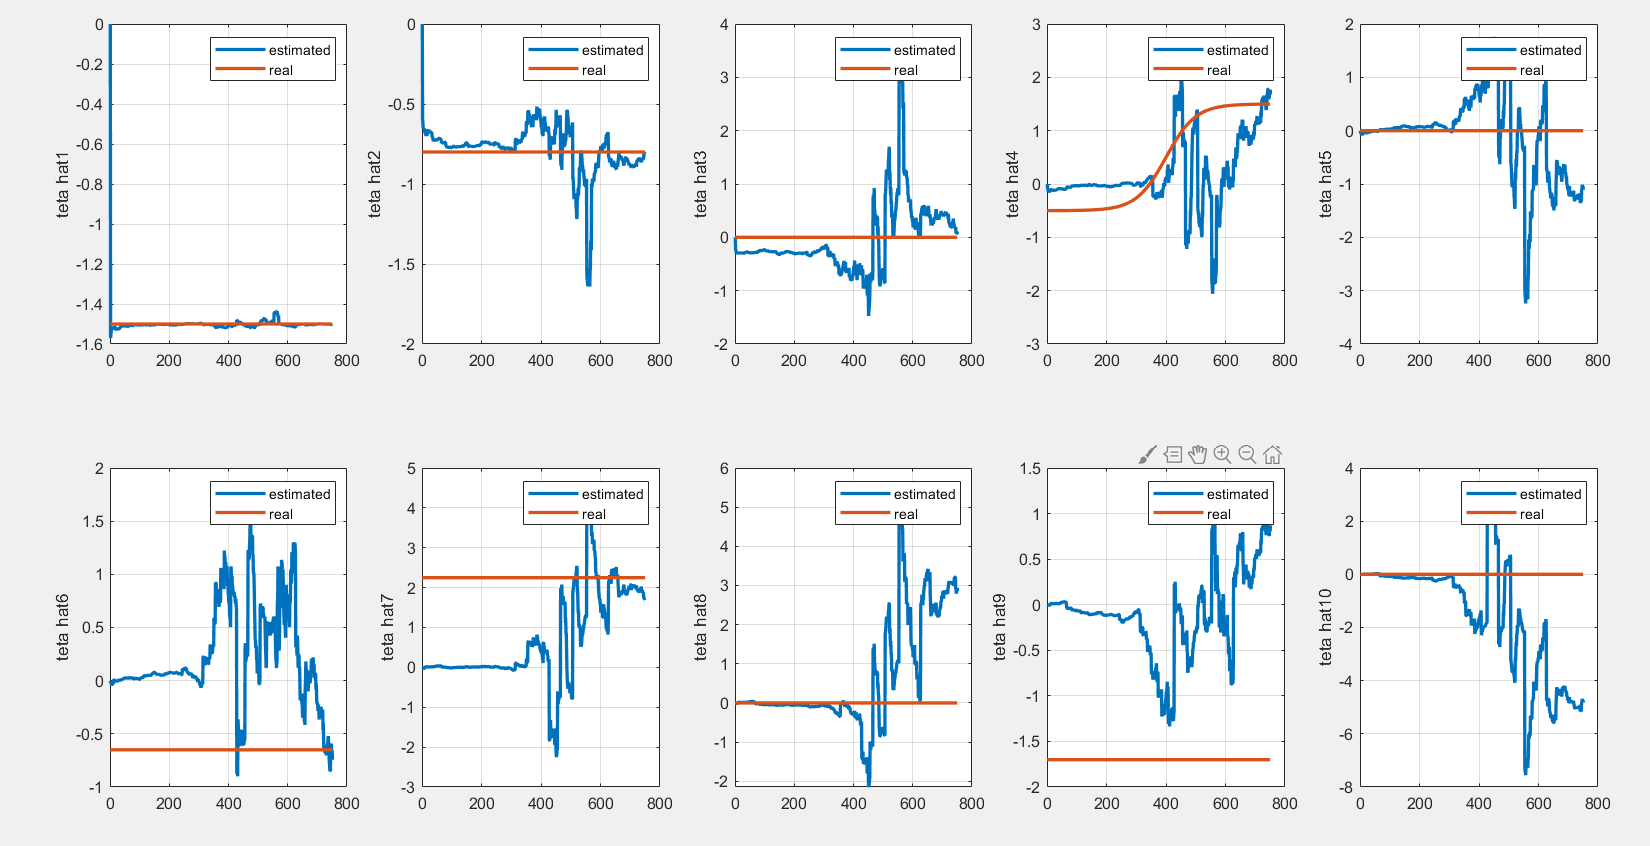 0
-0.2
-0.4
-0.6
-0.8
-1
-1.2
-1.4
-1.6
teta hat1
estimated
real
0 200 400 600 800
0
-0.5
-1
-1.5
-2
teta hat2
estimated
real
0 200 400 600 800
4
3
2
1
0
-1
-2
teta hat3
estimated
real
0 200 400 600 800
3
2
1
0
-1
-2
-3
teta hat4
estimated
real
0 200 400 600 800
2
1
0
-1
-2
-3
-4
teta hat5
estimated
real
0 200 400 600 800
2
1.5
1
0.5
0
-0.5
-1
teta hat6
estimated
real
0 200 400 600 800
5
4
3
2
1
0
-1
-2
-3
teta hat7
estimated
real
0 200 400 600 800
6
5
4
3
2
1
0
-1
-2
teta hat8
estimated
real
0 200 400 600 800
1.5
1
0.5
0
-0.5
-1
-1.5
-2
teta hat9
estimated
real
0 200 400 600 800
4
2
0
-2
-4
-6
-8
teta hat10
estimated
real
0 200 400 600 800